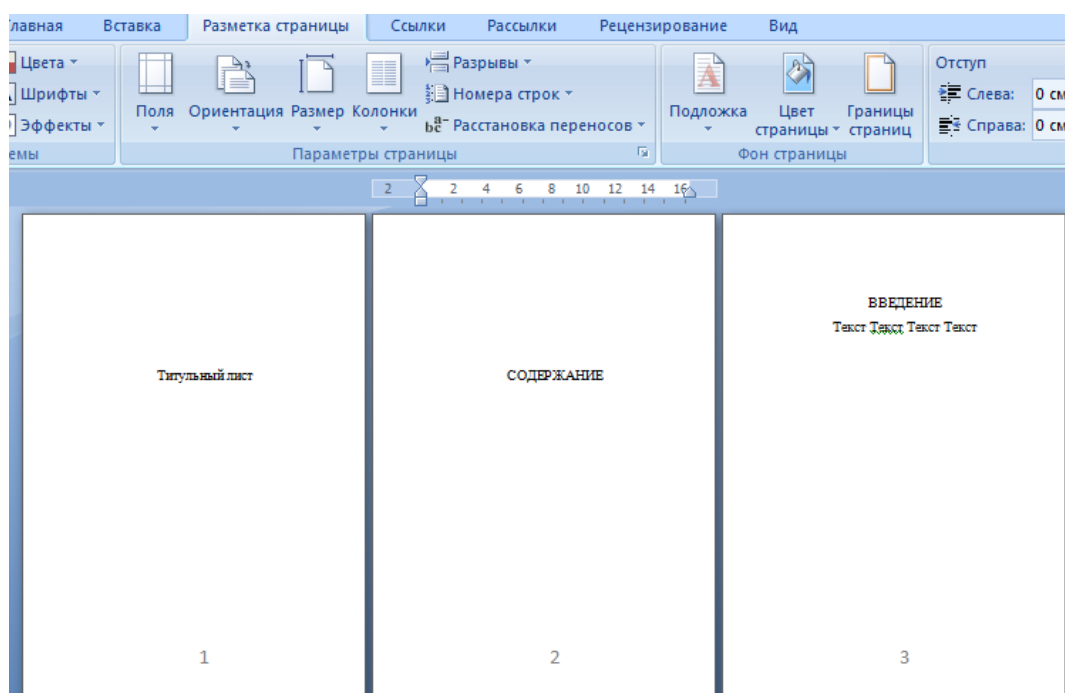 лавная Вставка Разметка страницы Ссылки Рассылки Рецензирование Вид
Цвета
Шрифты
Эффекты
емы
Поля Ориентация Размер Колонки
Разрывы
Номера строк
Расстановка переносов
Параметры страницы
Подложка Цвет страницы Границы страниц
Фон страницы
Отступ
Слева: 0 см
Справа: 0 см
2 2 4 6 8 10 12 14 16
Титульный лист
1
СОДЕРЖАНИЕ
2
ВВЕДЕНИЕ
Текст Текст Текст Текст
3